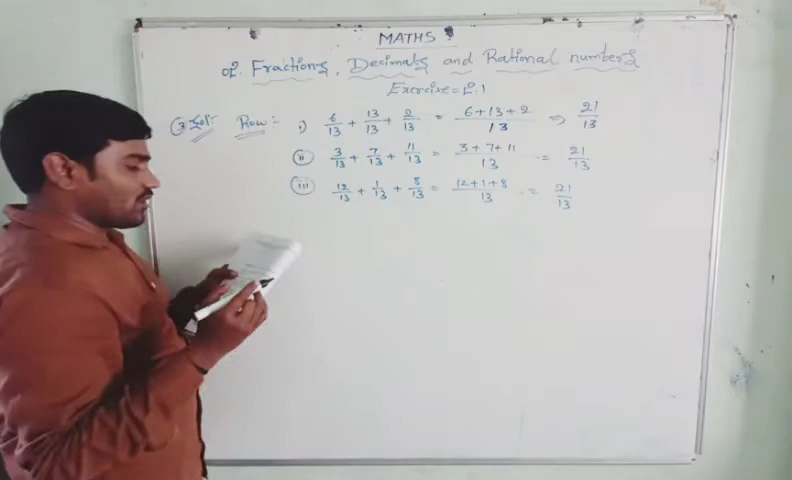 MATHS
02. Fractions, Decimals and Rational numbers
Exercise = 2.1
3 Sol:- Row:- i) 6/13 + 13/13 + 2/13 = 6+13+2/13 ⇒ 21/13
ii 3/13 + 7/13 + 11/13 = 3+7+11/13 = 21/13
iii) 12/13 + 1/13 + 8/13 = 12+1+8/13 = 21/13